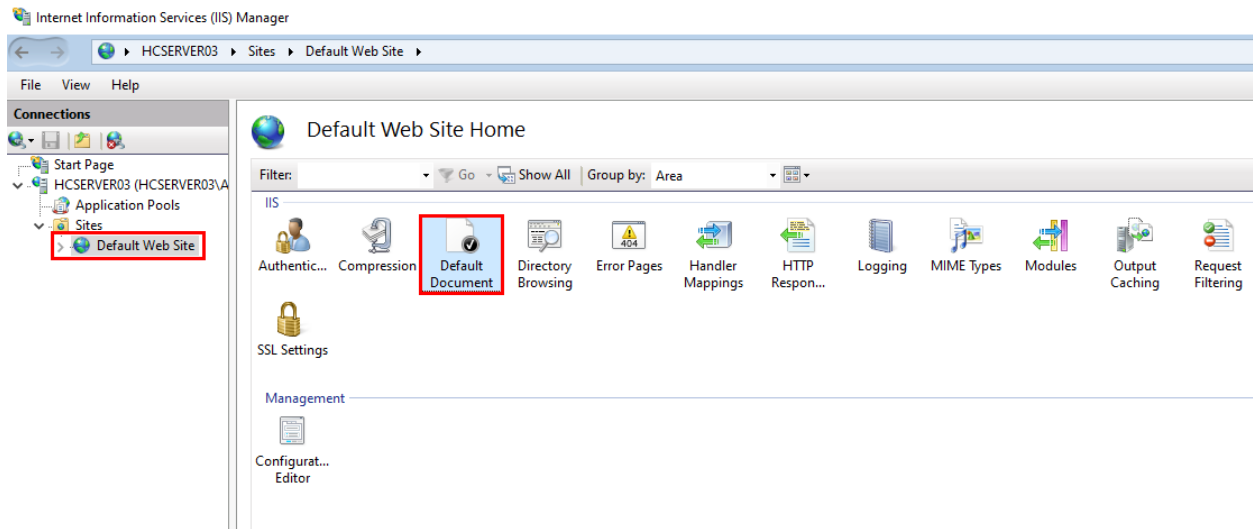 Internet Information Services (IIS) Manager
HCSERVER03 Sites Default Web Site
File View Help
Connections
Start Page
HCSERVER03 (HCSERVER03\A
Application Pools
Sites
Default Web Site
Default Web Site Home
Filter: Go Show All Group by: Area
IIS
Authentic...
Compression
Default
Document
Directory
Browsing
Error Pages
404
Handler
Mappings
HTTP
Respon...
Logging
MIME Types
Modules
Output
Caching
Request
Filtering
SSL Settings
Management
Configurat...
Editor